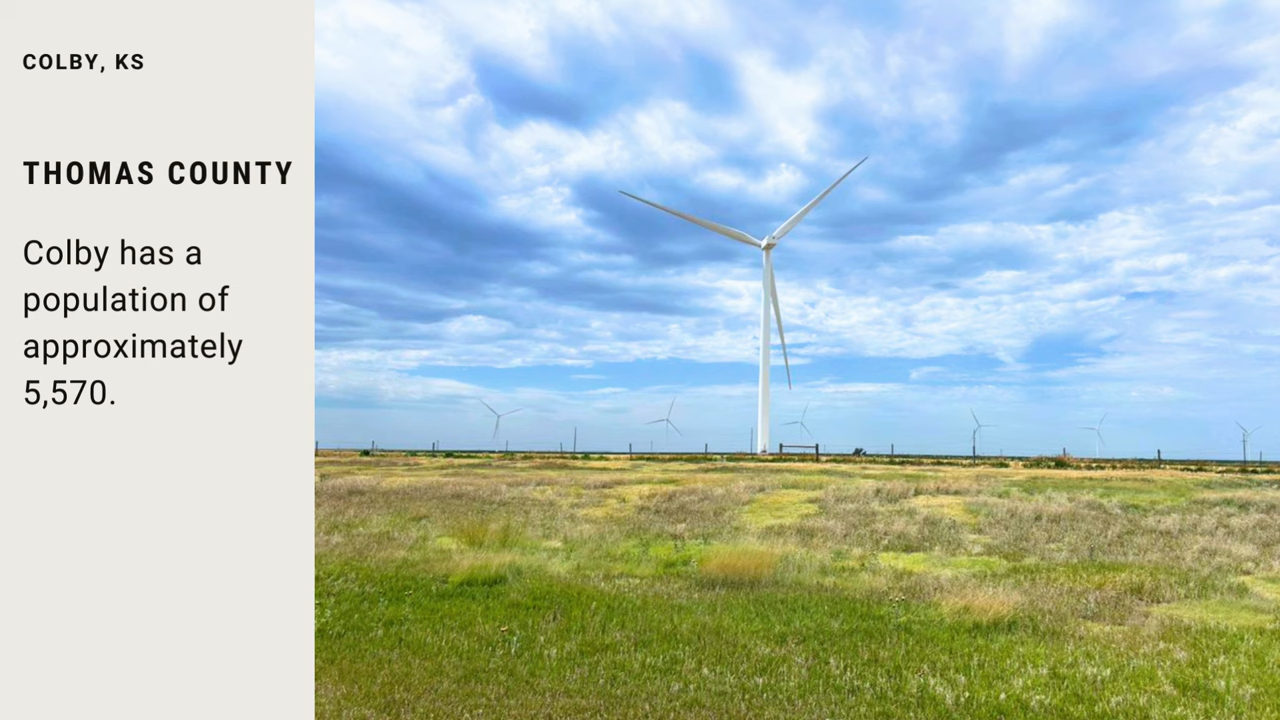 COLBY, KS
THOMAS COUNTY
Colby has a
population of
approximately
5,570.